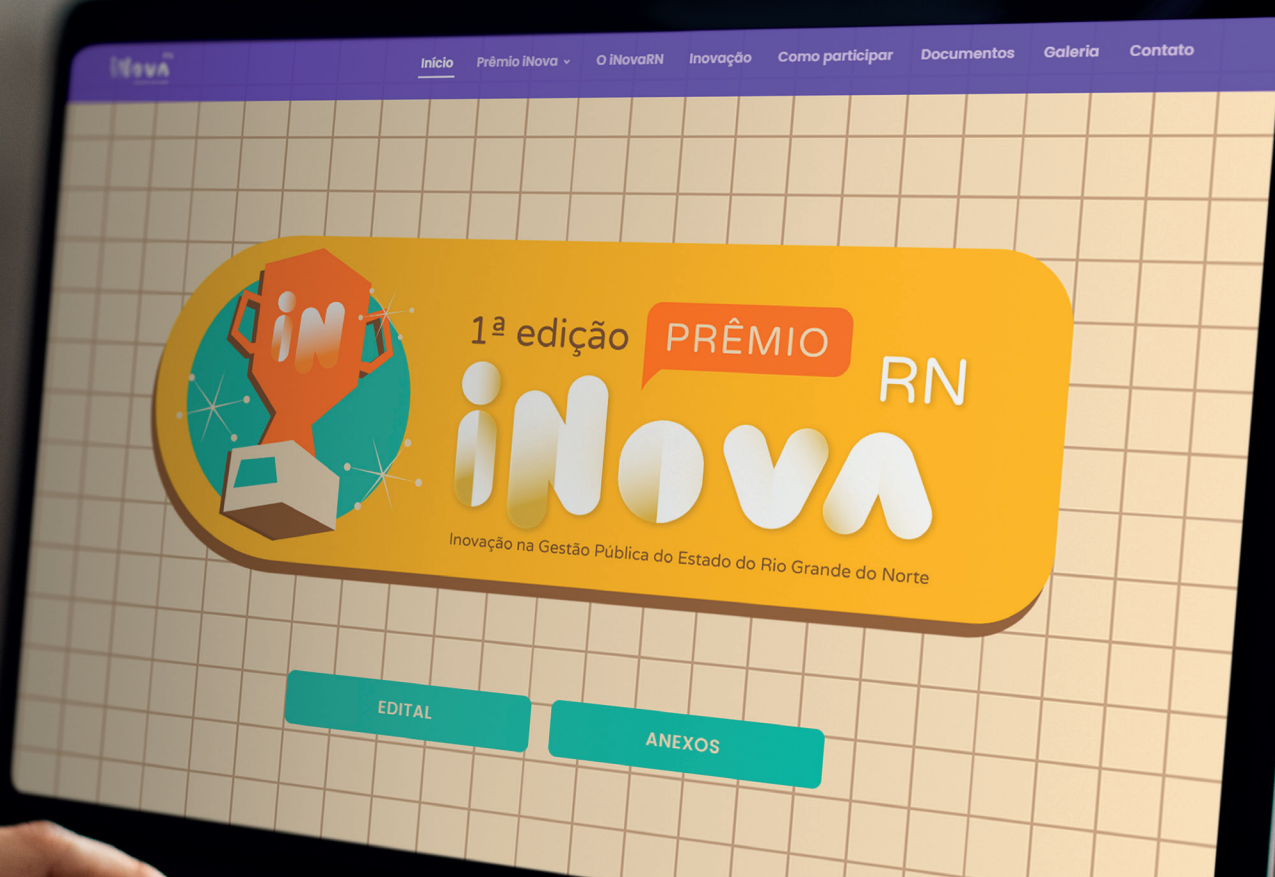 iNova RN
Início Prêmio iNova O iNovaRN Inovação Como participar Documentos Galeria Contato
iN
1ª edição PRÊMIO
RN
iNova
Inovação na Gestão Pública do Estado do Rio Grande do Norte
EDITAL
ANEXOS